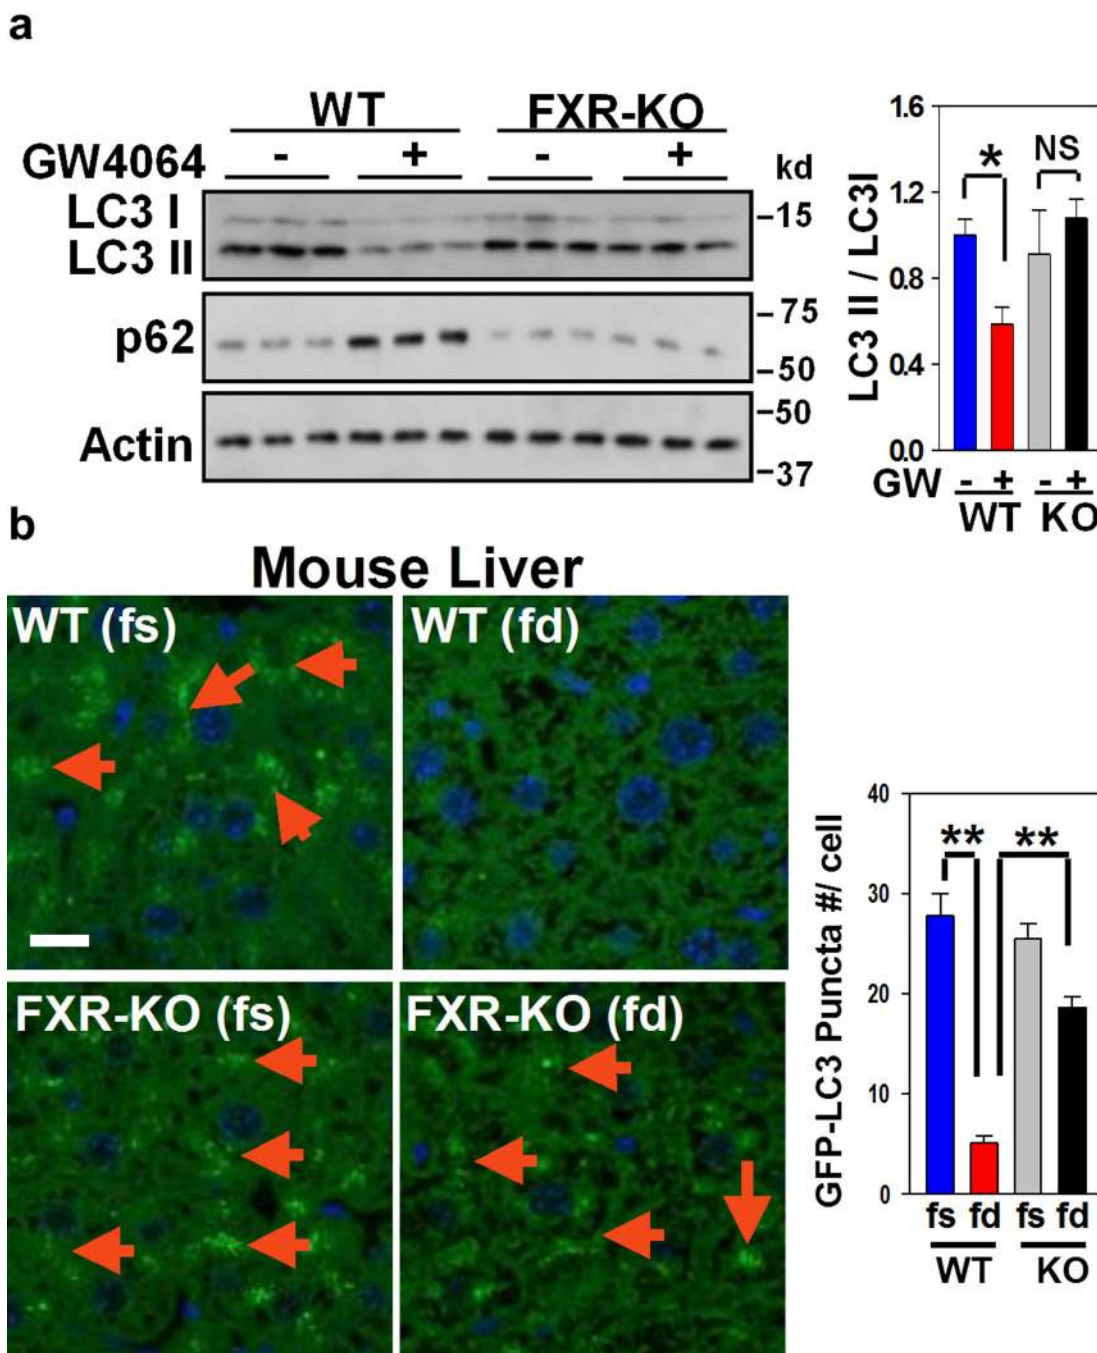 a
WT FXR-KO
GW4064 - + - + kd
LC3 I
LC3 II
-15
p62
-75
-50
Actin
-50
-37
LC3 II / LC3I
1.6
1.2
0.8
0.4
0.0
* NS
GW - + - +
WT KO
b
Mouse Liver
WT (fs) WT (fd)
FXR-KO (fs) FXR-KO (fd)
GFP-LC3 Puncta #/ cell
40
30
20
10
0
** **
fs fd fs fd
WT KO